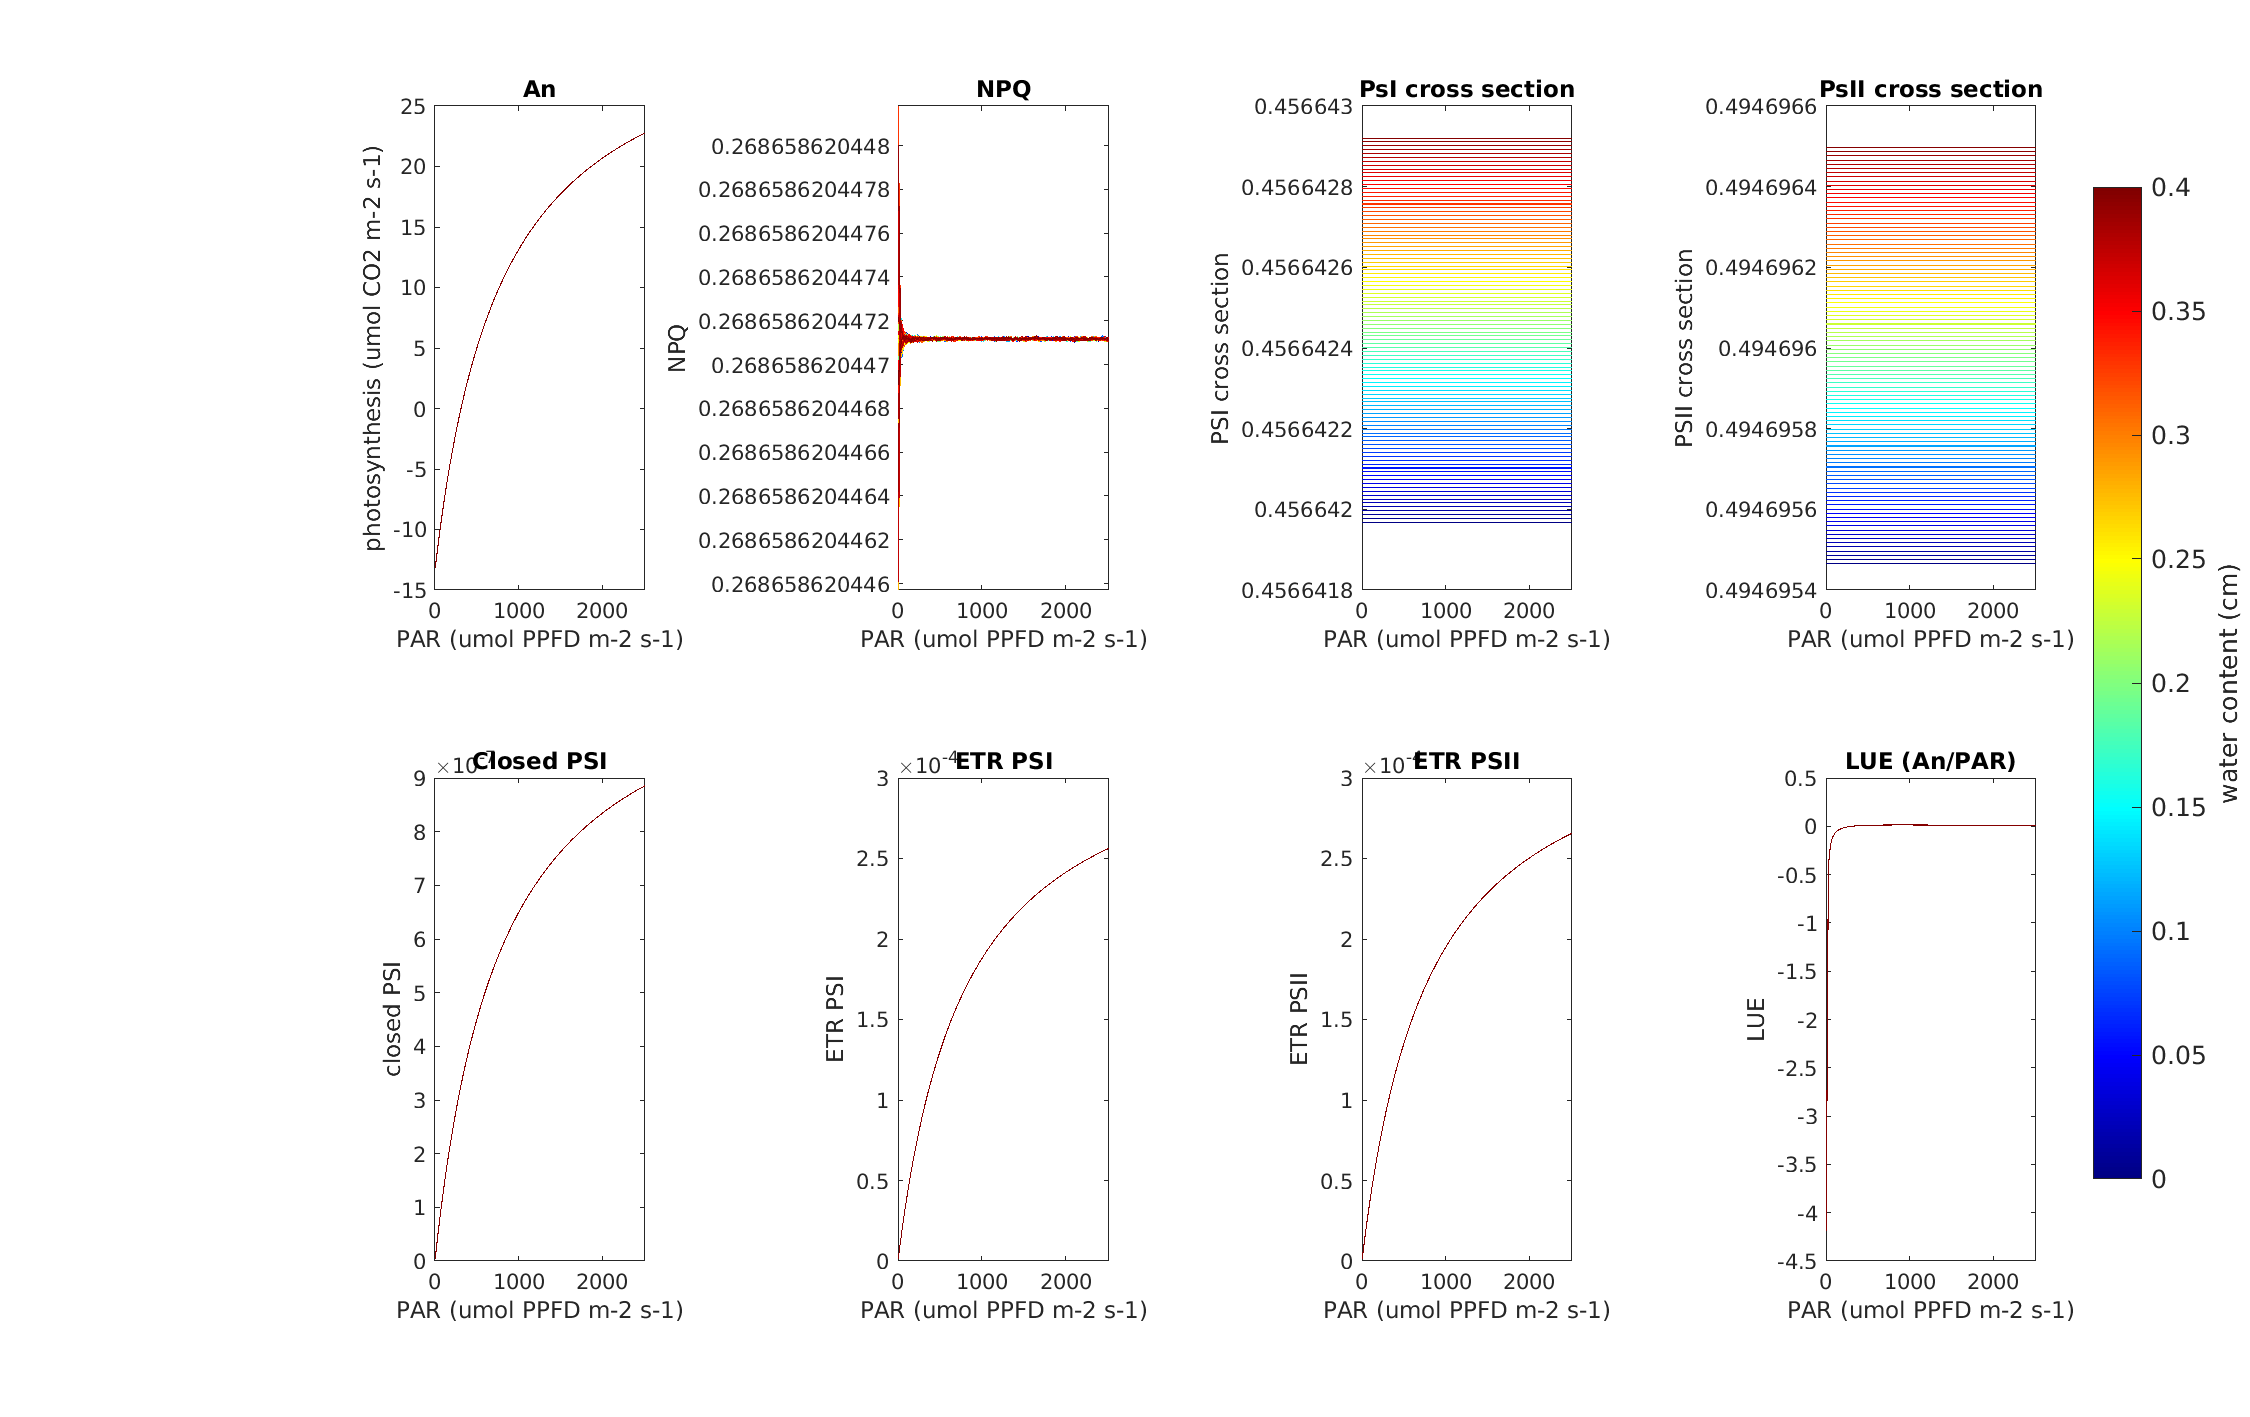 An
25
20
15
10
5
0
-5
-10
-15
photosynthesis (umol CO2 m-2 s-1)
0 1000 2000
PAR (umol PPFD m-2 s-1)
NPQ
0.268658620448
0.2686586204478
0.2686586204476
0.2686586204474
0.2686586204472
0.268658620447
0.2686586204468
0.2686586204466
0.2686586204464
0.2686586204462
0.268658620446
NPQ
0 1000 2000
PAR (umol PPFD m-2 s-1)
PsI cross section
0.456643
0.4566428
0.4566426
0.4566424
0.4566422
0.456642
0.4566418
PSI cross section
0 1000 2000
PAR (umol PPFD m-2 s-1)
PsII cross section
0.4946966
0.4946964
0.4946962
0.494696
0.4946958
0.4946956
0.4946954
PSII cross section
0 1000 2000
PAR (umol PPFD m-2 s-1)
0.4
0.35
0.3
0.25
0.2
0.15
0.1
0.05
0
water content (cm)
Closed PSI
9
8
7
6
5
4
3
2
1
0
closed PSI
0 1000 2000
PAR (umol PPFD m-2 s-1)
×10-4
ETR PSI
3
2.5
2
1.5
1
0.5
0
ETR PSI
0 1000 2000
PAR (umol PPFD m-2 s-1)
ETR PSII
3
2.5
2
1.5
1
0.5
0
ETR PSII
0 1000 2000
PAR (umol PPFD m-2 s-1)
LUE (An/PAR)
0.5
0
-0.5
-1
-1.5
-2
-2.5
-3
-3.5
-4
-4.5
LUE
0 1000 2000
PAR (umol PPFD m-2 s-1)